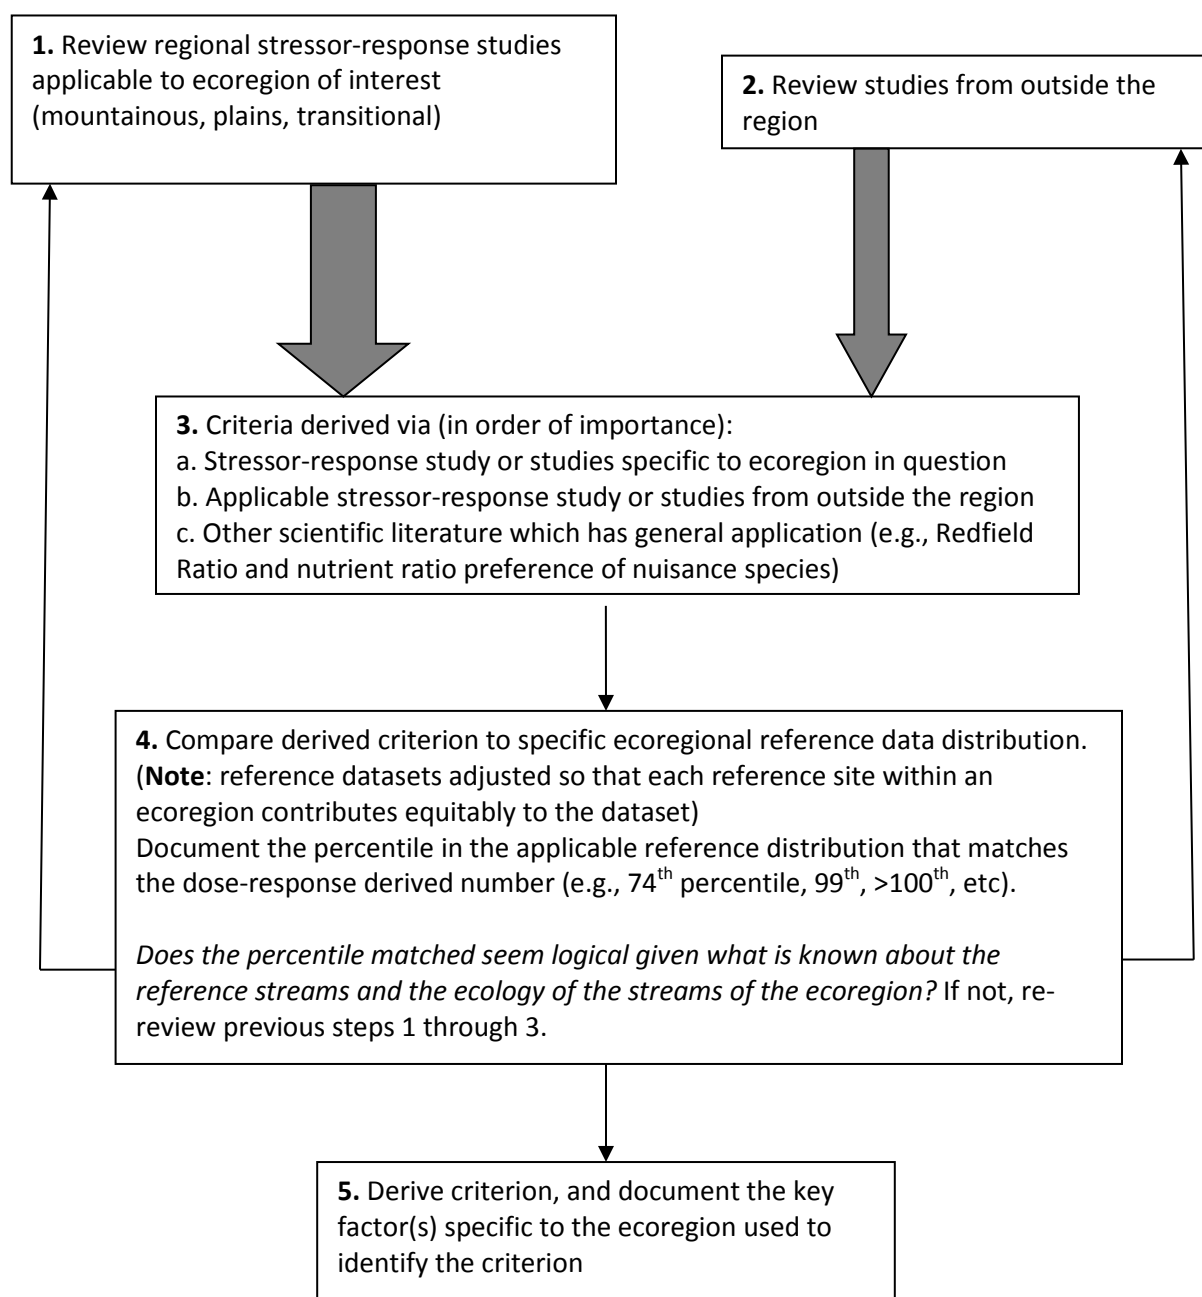 1. Review regional stressor-response studies
applicable to ecoregion of interest
(mountainous, plains, transitional)
2. Review studies from outside the
region
3. Criteria derived via (in order of importance):
a. Stressor-response study or studies specific to ecoregion in question
b. Applicable stressor-response study or studies from outside the region
c. Other scientific literature which has general application (e.g., Redfield
Ratio and nutrient ratio preference of nuisance species)
4. Compare derived criterion to specific ecoregional reference data distribution.
(Note: reference datasets adjusted so that each reference site within an
ecoregion contributes equitably to the dataset)
Document the percentile in the applicable reference distribution that matches
the dose-response derived number (e.g., 74th percentile, 99th, >100th, etc).
Does the percentile matched seem logical given what is known about the
reference streams and the ecology of the streams of the ecoregion? If not, re-
review previous steps 1 through 3.
5. Derive criterion, and document the key
factor(s) specific to the ecoregion used to
identify the criterion